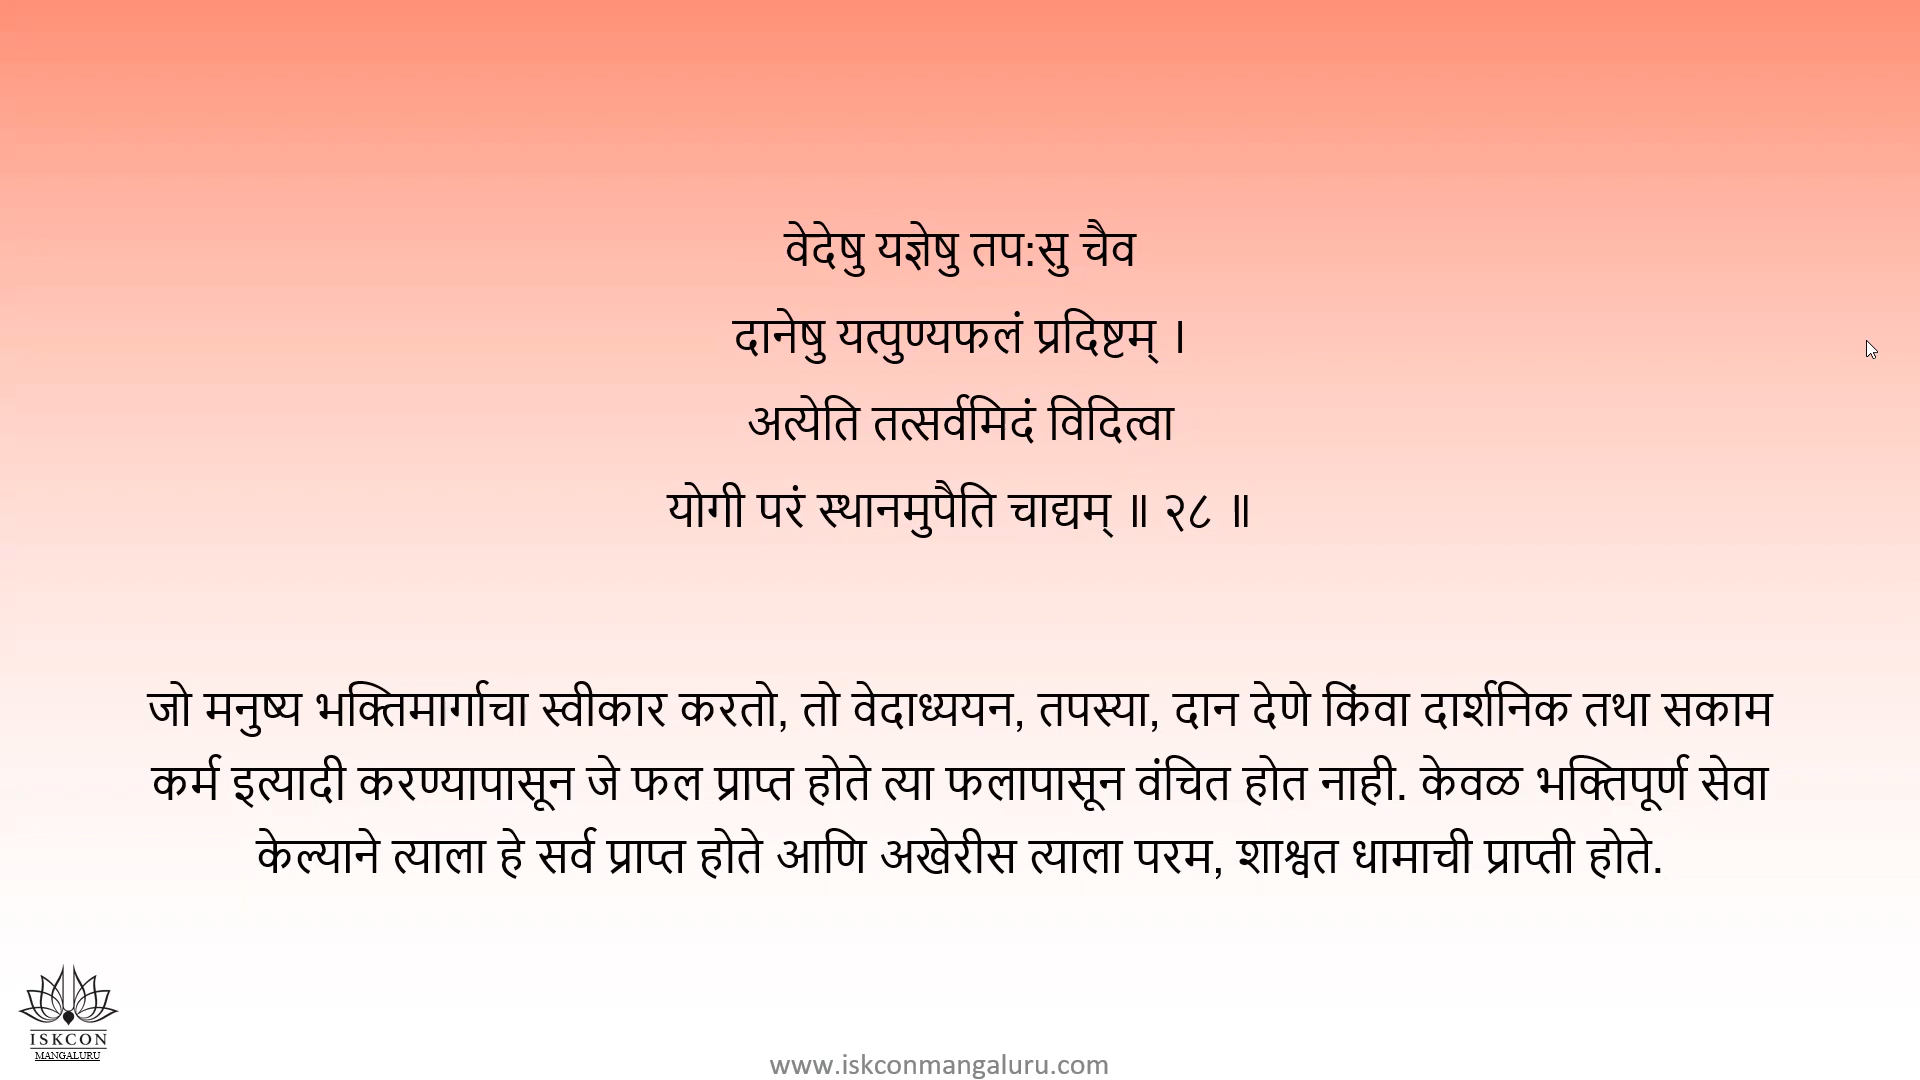 वेदेषु यज्ञेषु तपःसु चैव
दानेषु यत्पुण्यफलं प्रदिष्टम् ।
अत्येति तत्सर्वमिदं विदित्वा
योगी परं स्थानमुपैति चाद्यम् ॥ २८ ॥
जो मनुष्य भक्तिमार्गाचा स्वीकार करतो, तो वेदाध्ययन, तपस्या, दान देणे किंवा दार्शनिक तथा सकाम
कर्म इत्यादी करण्यापासून जे फल प्राप्त होते त्या फलापासून वंचित होत नाही. केवळ भक्तिपूर्ण सेवा
केल्याने त्याला हे सर्व प्राप्त होते आणि अखेरीस त्याला परम, शाश्वत धामाची प्राप्ती होते.
ISKCON
MANGALURU
www.iskconmangaluru.com